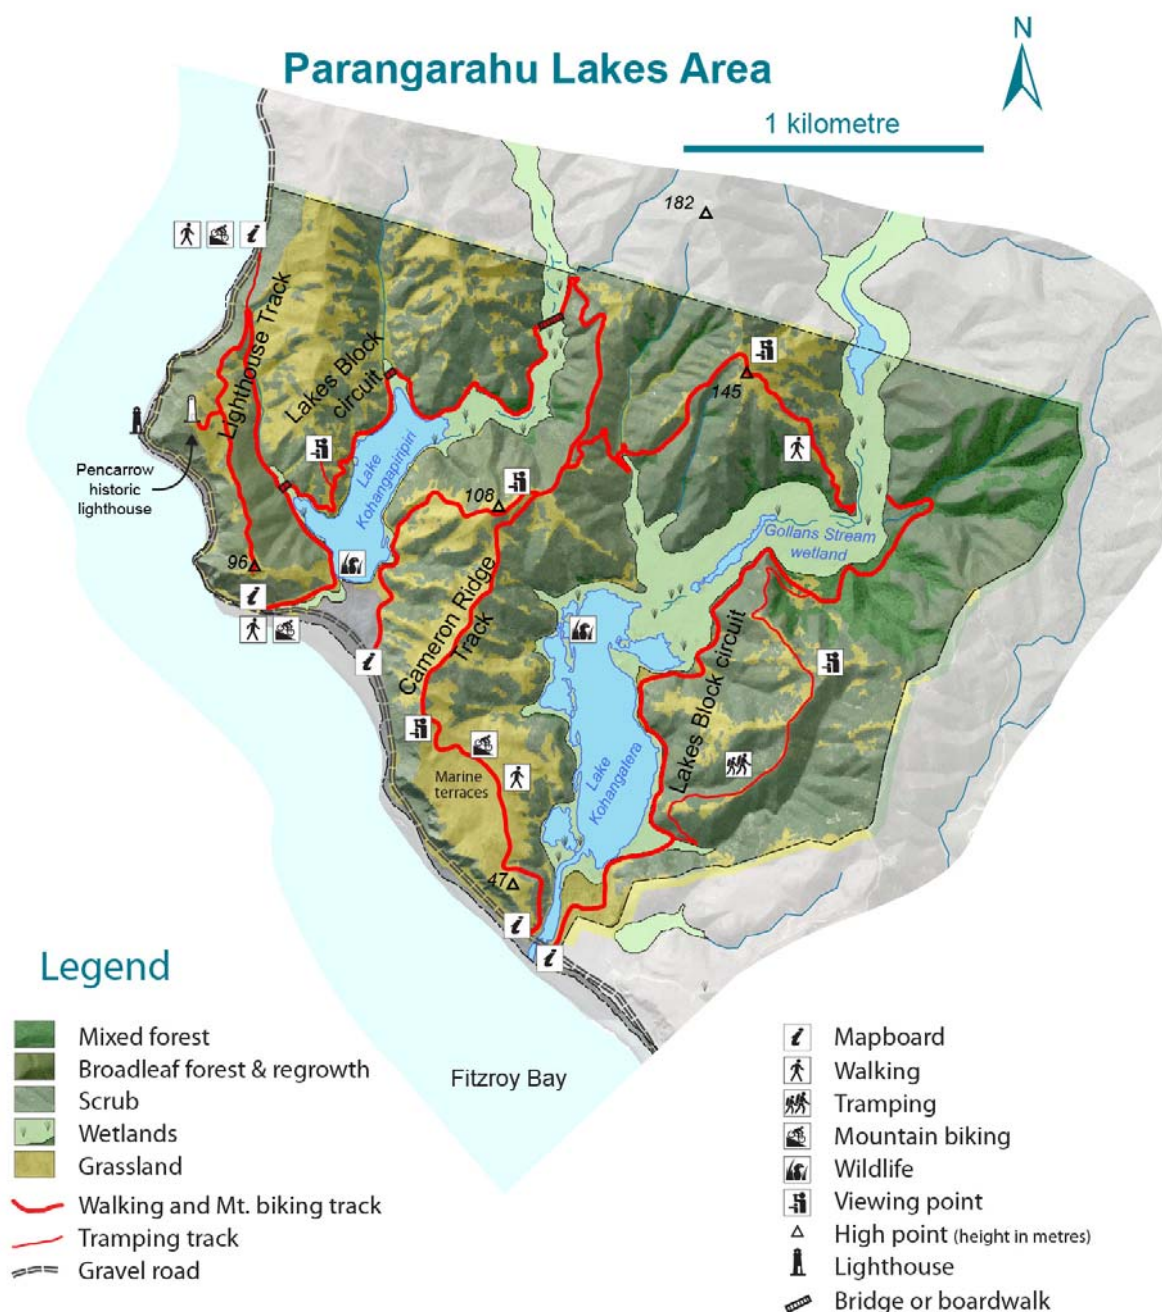 N
Parangarahu Lakes Area
1 kilometre
182
Lighthouse Track
Lakes Block
circuit
145
Pencarrow
historic
lighthouse
Lake
Kohangapiripiri
108
Gollans Stream
wetland
96
Cameron Ridge
Track
Lakes Block circuit
Marine
terraces
Lake
Kohangatera
47
Fitzroy Bay
Legend
Mixed forest
Broadleaf forest & regrowth
Scrub
Wetlands
Grassland
Walking and Mt. biking track
Tramping track
Gravel road
i Mapboard
Walking
Tramping
Mountain biking
Wildlife
Viewing point
High point (height in metres)
Lighthouse
Bridge or boardwalk